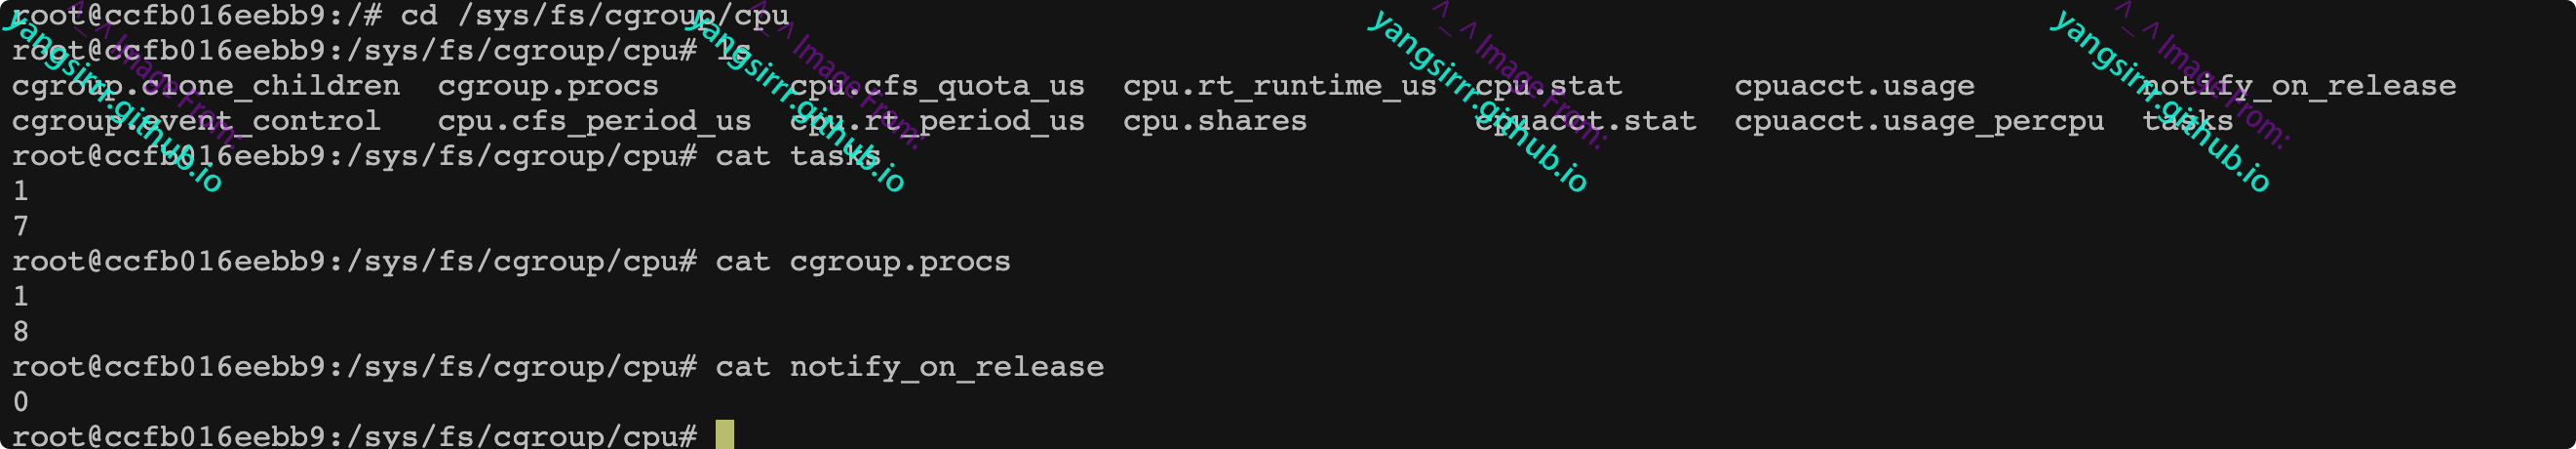 root@ccfb016eebb9:/# cd /sys/fs/cgroup/cpu
root@ccfb016eebb9:/sys/fs/cgroup/cpu# ls
cgroup.clone_children  cgroup.procs       cpu.cfs_quota_us  cpu.rt_runtime_us  cpu.stat      cpuacct.usage         notify_on_release
cgroup.event_control   cpu.cfs_period_us  cpu.rt_period_us  cpu.shares         cpuacct.stat  cpuacct.usage_percpu  tasks
root@ccfb016eebb9:/sys/fs/cgroup/cpu# cat tasks
1
7
root@ccfb016eebb9:/sys/fs/cgroup/cpu# cat cgroup.procs
1
8
root@ccfb016eebb9:/sys/fs/cgroup/cpu# cat notify_on_release
0
root@ccfb016eebb9:/sys/fs/cgroup/cpu#
^_^ Image From:
yangsirr.github.io
^_^ Image From:
yangsirr.github.io
^_^ Image From:
yangsirr.github.io
^_^ Image From:
yangsirr.github.io